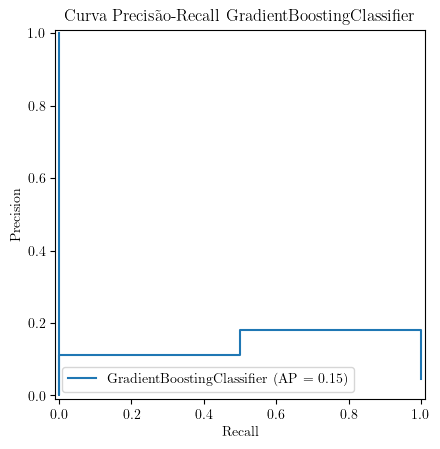 Curva Precisão-Recall GradientBoostingClassifier
1.0
0.8
0.6
0.4
0.2
0.0
Precision
GradientBoostingClassifier (AP = 0.15)
0.0 0.2 0.4 0.6 0.8 1.0
Recall